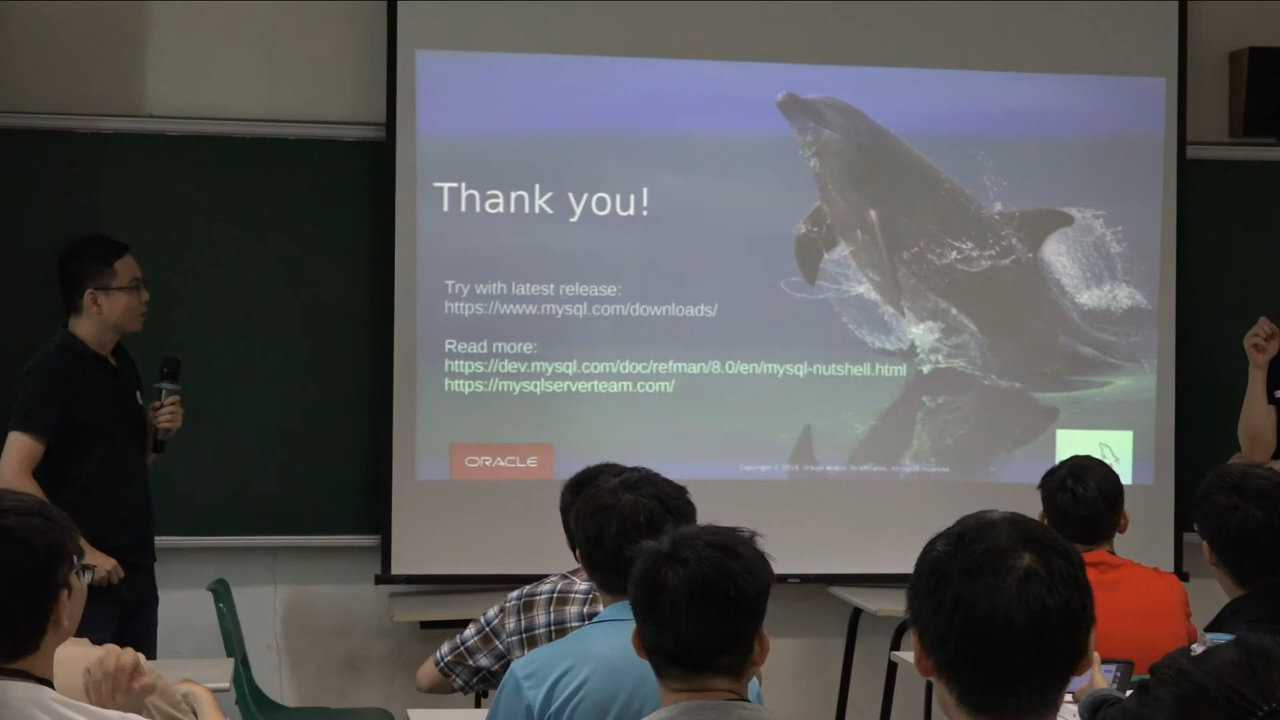 Thank you!
Try with latest release:
https://www.mysql.com/downloads/
Read more:
https://dev.mysql.com/doc/refman/8.0/en/mysql-nutshell.html
https://mysqlserverteam.com/
ORACLE